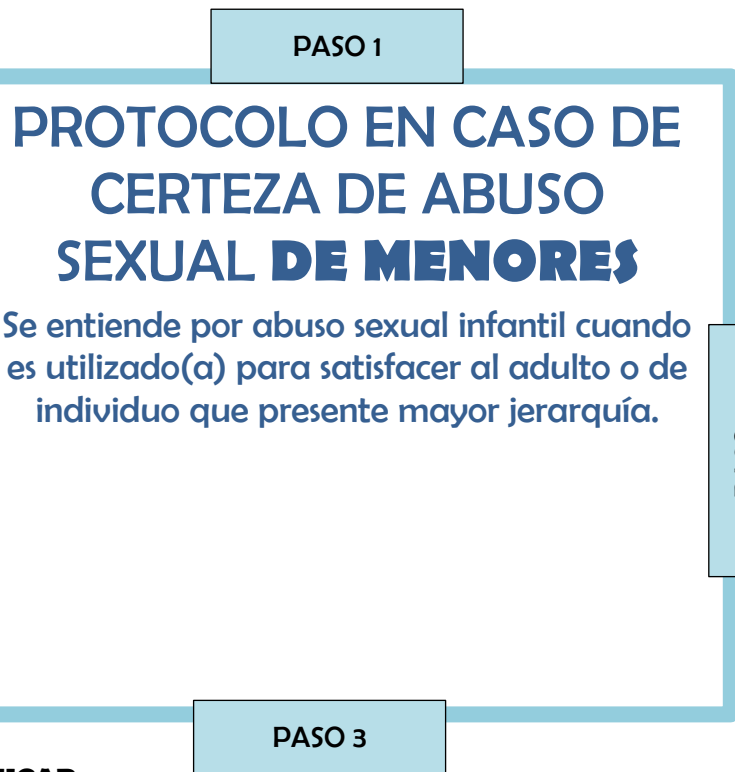 PASO 1
PROTOCOLO EN CASO DE
CERTEZA DE ABUSO
SEXUAL DE MENORES
Se entiende por abuso sexual infantil cuando
es utilizado(a) para satisfacer al adulto o de
individuo que presente mayor jerarquía.
PASO 3